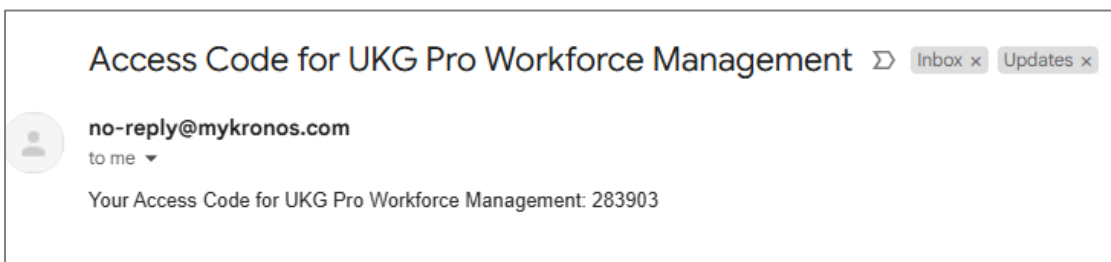 Access Code for UKG Pro Workforce Management Inbox × Updates ×
no-reply@mykronos.com
to me
Your Access Code for UKG Pro Workforce Management: 283903